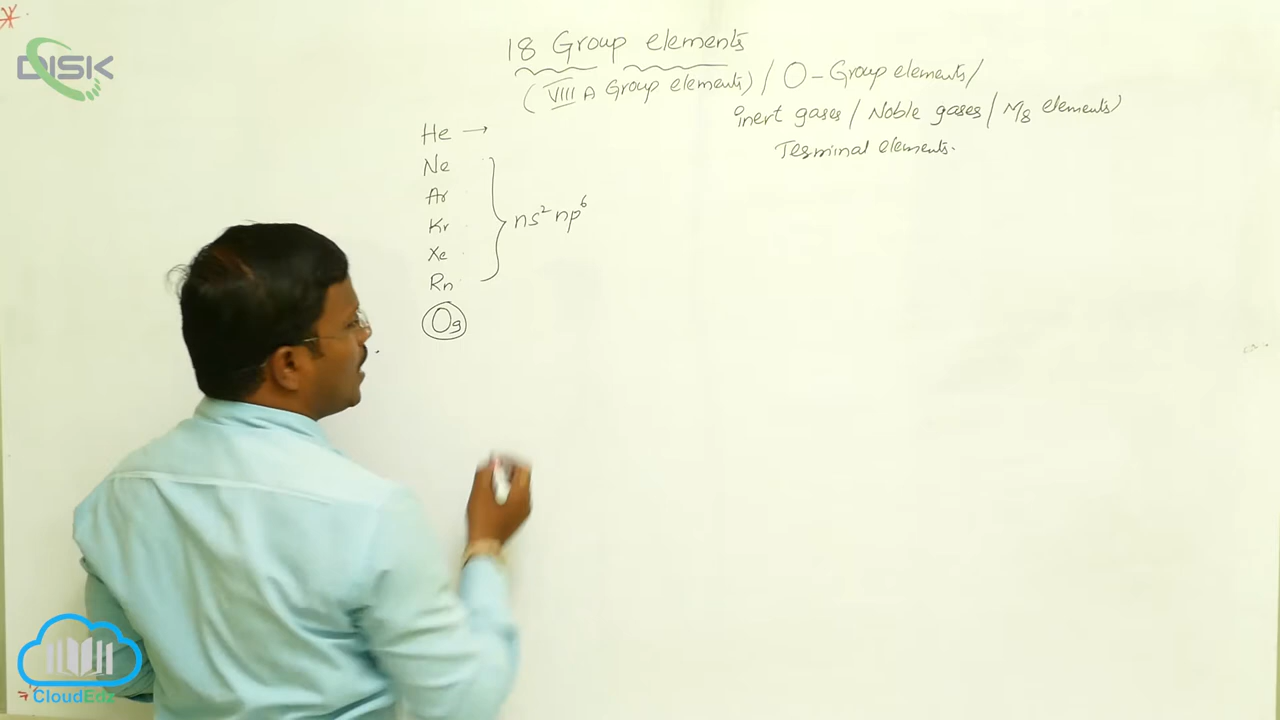 DISK
18 Group elements
(VIII A Group elements) / O - Group elements/
inert gases / Noble gases / M8 elements/
Terminal elements.
He →
Ne
Ar
Kr
Xe
Rn
ns² np⁶
Og
CloudEdz